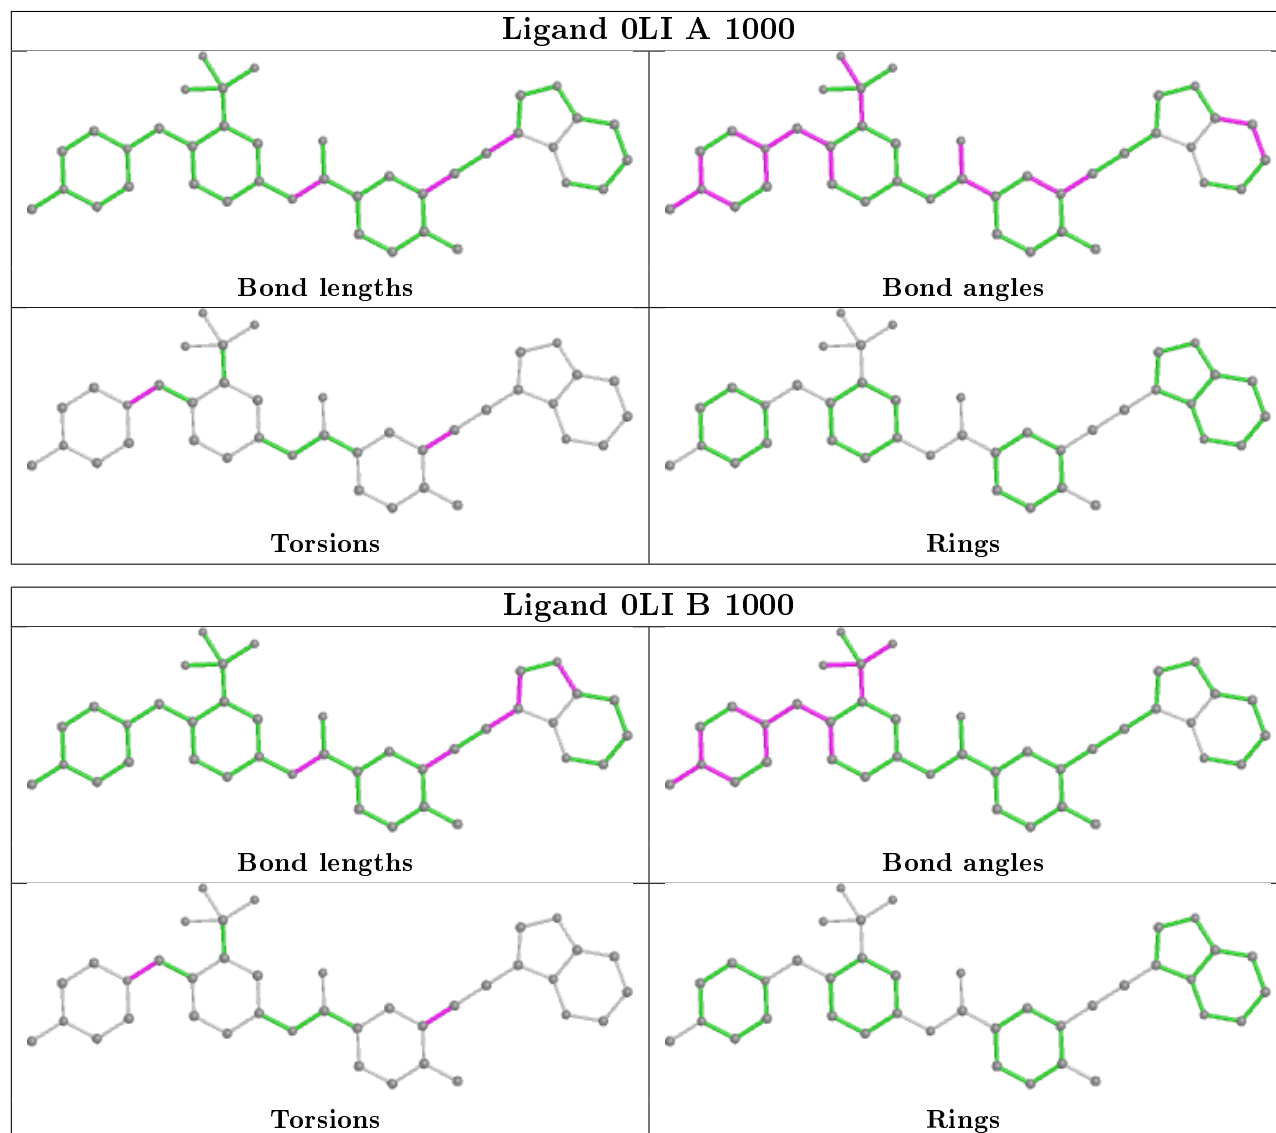 Ligand 0LI A 1000
Bond lengths
Bond angles
Torsions
Rings
Ligand 0LI B 1000
Bond lengths
Bond angles
Torsions
Rings